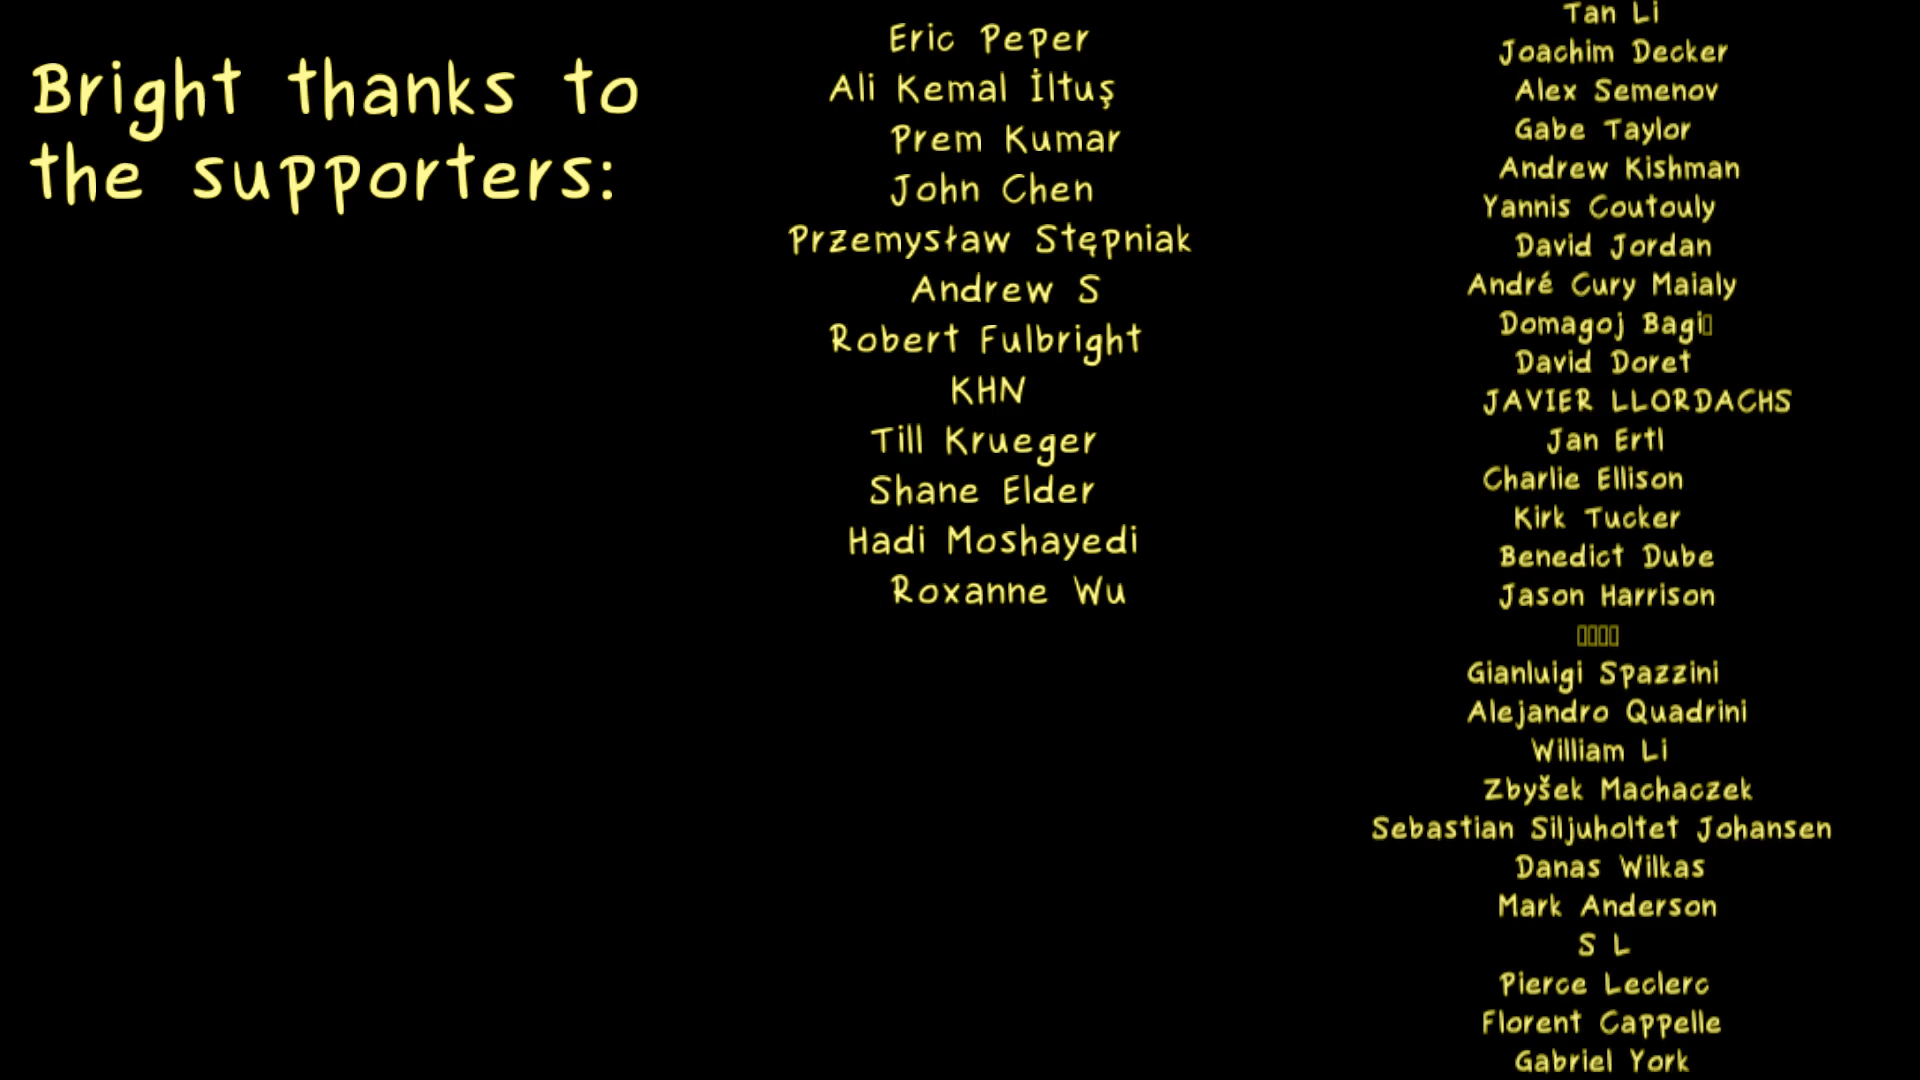 Bright thanks to
the supporters:
Eric Peper
Ali Kemal İltuş
Prem Kumar
John Chen
Przemysław Stępniak
Andrew S
Robert Fulbright
KHN
Till Krueger
Shane Elder
Hadi Moshayedi
Roxanne Wu
Tan Li
Joachim Decker
Alex Semenov
Gabe Taylor
Andrew Kishman
Yannis Coutouly
David Jordan
André Cury Maialy
Domagoj
David Doret
JAVIER LLORDACHS
Jan Ertl
Charlie Ellison
Kirk Tucker
Benedict Dube
Jason Harrison
Gianluigi Spazzini
Alejandro Quadrini
William Li
Zbyšek Machaczek
Sebastian Siljuholtet Johansen
Danas Wilkas
Mark Anderson
S L
Pierce Leclerc
Florent Cappelle
Gabriel York